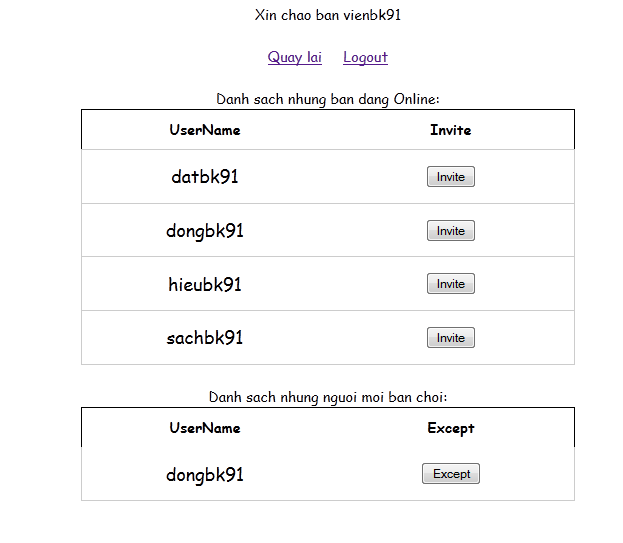 Xin chao ban vienbk91
Quay lai Logout
Danh sach nhung ban dang Online:
UserName Invite
datbk91 Invite
dongbk91 Invite
hieubk91 Invite
sachbk91 Invite
Danh sach nhung nguoi moi ban choi:
UserName Except
dongbk91 Except